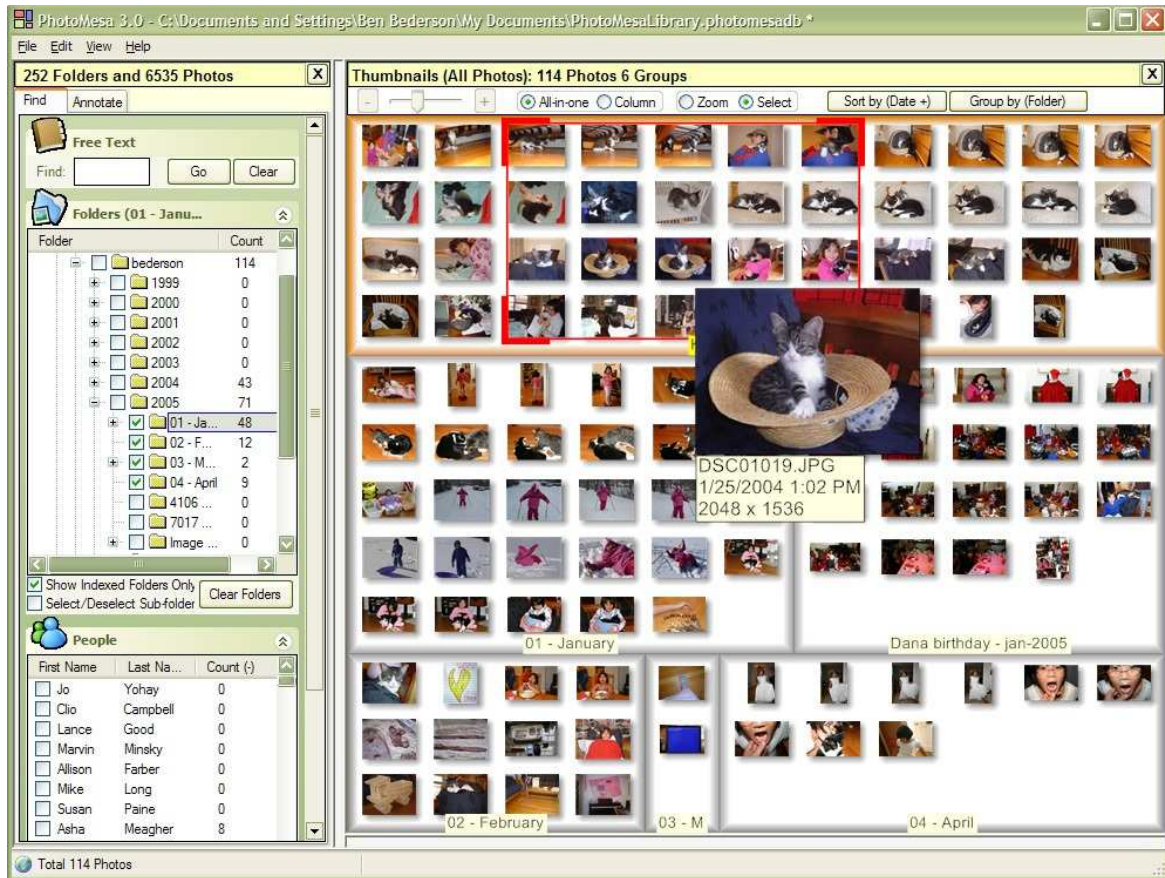 PhotoMesa 3.0 - C:\Documents and Settings\Ben Bederson\My Documents\PhotoMesaLibrary.photomesadb *
File Edit View Help
252 Folders and 6535 Photos X
Find Annotate
Free Text
Find: Go Clear
Folders (01 - Janu...
Folder Count
bederson 114
1999 0
2000 0
2001 0
2002 0
2003 0
2004 43
2005 71
01 - Ja... 48
02 - F... 12
03 - M... 2
04 - April 9
4106 ... 0
7017 ... 0
Image ... 0
Show Indexed Folders Only
Select/Deselect Sub-folder
Clear Folders
People
First Name Last Na... Count (-)
Jo Yohay 0
Clio Campbell 0
Lance Good 0
Marvin Minsky 0
Allison Farber 0
Mike Long 0
Susan Paine 0
Asha Meagher 8
Thumbnails (All Photos): 114 Photos 6 Groups X
- + All-in-one Column Zoom Select Sort by (Date +) Group by (Folder)
DSC01019.JPG
1/25/2004 1:02 PM
2048 x 1536
01 - January
Dana birthday - jan-2005
02 - February
03 - M
04 - April
Total 114 Photos